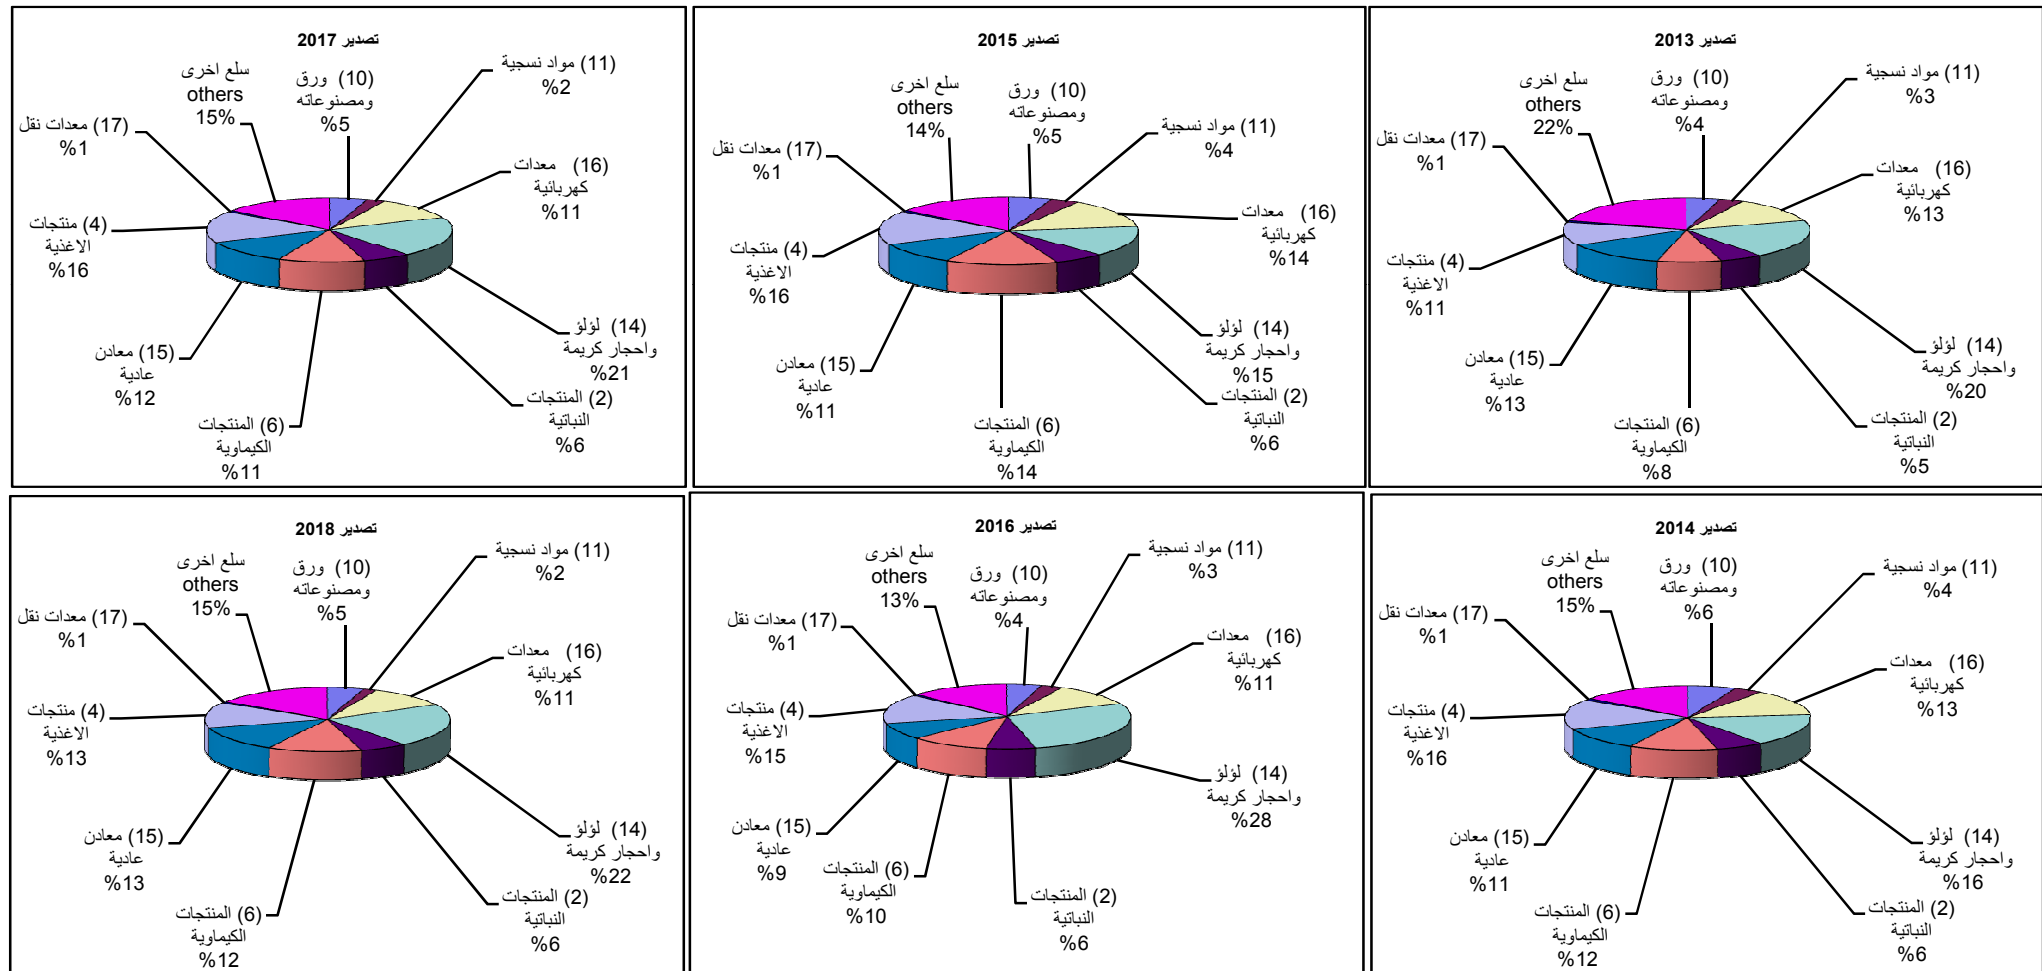 تصدير 2013
(11) مواد نسجية
%3
(10) ورق
ومصنوعاته
%4
سلع اخرى
others
22%
(17) معدات نقل
%1
(16) معدات
كهربائية
%13
(4) منتجات
الاغذية
%11
(14) لؤلؤ
واحجار كريمة
%20
(15) معادن
عادية
%13
(2) المنتجات
النباتية
%5
(6) المنتجات
الكيماوية
%8
تصدير 2015
(10) ورق
ومصنوعاته
%5
سلع اخرى
others
14%
(11) مواد نسجية
%4
(17) معدات نقل
%1
(16) معدات
كهربائية
%14
(4) منتجات
الاغذية
%16
(14) لؤلؤ
واحجار كريمة
%15
(15) معادن
عادية
%11
(2) المنتجات
النباتية
%6
(6) المنتجات
الكيماوية
%14
تصدير 2017
(11) مواد نسجية
%2
(10) ورق
ومصنوعاته
%5
سلع اخرى
others
15%
(17) معدات نقل
%1
(16) معدات
كهربائية
%11
(4) منتجات
الاغذية
%16
(14) لؤلؤ
واحجار كريمة
%21
(15) معادن
عادية
%12
(2) المنتجات
النباتية
%6
(6) المنتجات
الكيماوية
%11
تصدير 2014
(11) مواد نسجية
%4
(10) ورق
ومصنوعاته
%6
سلع اخرى
others
15%
(17) معدات نقل
%1
(16) معدات
كهربائية
%13
(4) منتجات
الاغذية
%16
(14) لؤلؤ
واحجار كريمة
%16
(15) معادن
عادية
%11
(2) المنتجات
النباتية
%6
(6) المنتجات
الكيماوية
%12
تصدير 2016
(11) مواد نسجية
%3
(10) ورق
ومصنوعاته
%4
سلع اخرى
others
13%
(17) معدات نقل
%1
(16) معدات
كهربائية
%11
(4) منتجات
الاغذية
%15
(14) لؤلؤ
واحجار كريمة
%28
(15) معادن
عادية
%9
(6) المنتجات
الكيماوية
%10
(2) المنتجات
النباتية
%6
تصدير 2018
(11) مواد نسجية
%2
(10) ورق
ومصنوعاته
%5
سلع اخرى
others
15%
(17) معدات نقل
%1
(16) معدات
كهربائية
%11
(4) منتجات
الاغذية
%13
(14) لؤلؤ
واحجار كريمة
%22
(15) معادن
عادية
%13
(2) المنتجات
النباتية
%6
(6) المنتجات
الكيماوية
%12